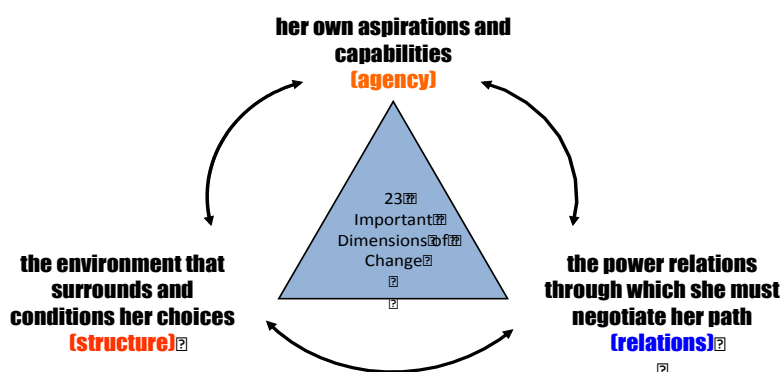 her own aspirations and
capabilities
(agency)
23
Important
Dimensions of
Change
the environment that
surrounds and
conditions her choices
(structure)
the power relations
through which she must
negotiate her path
(relations)